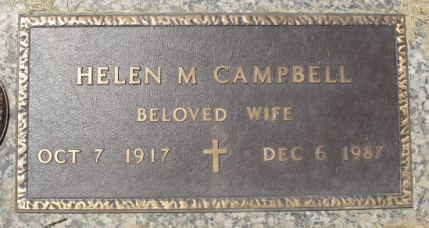 HELEN M CAMPBELL
BELOVED WIFE
OCT 7 1917 DEC 6 1987